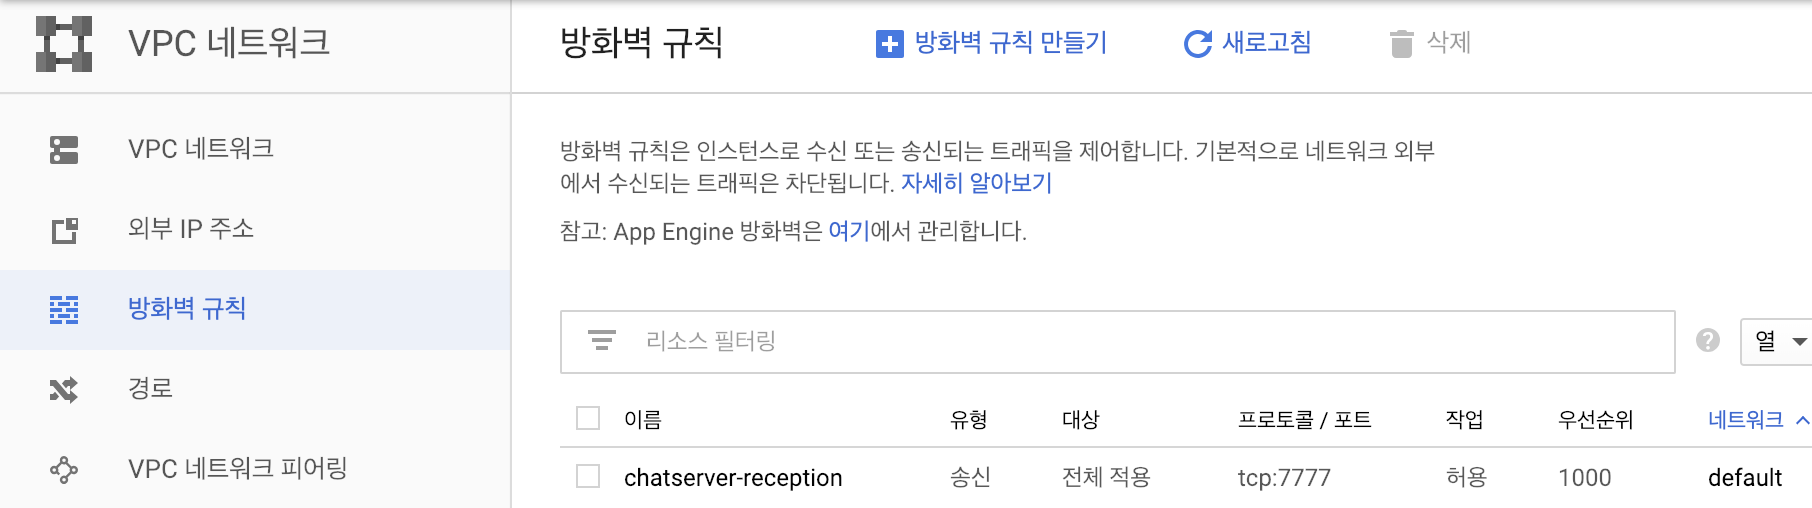 VPC 네트워크
방화벽 규칙
방화벽 규칙 만들기
새로고침
삭제
VPC 네트워크
외부 IP 주소
방화벽 규칙
경로
VPC 네트워크 피어링
방화벽 규칙은 인스턴스로 수신 또는 송신되는 트래픽을 제어합니다. 기본적으로 네트워크 외부
에서 수신되는 트래픽은 차단됩니다. 자세히 알아보기
참고: App Engine 방화벽은 여기에서 관리합니다.
리소스 필터링
?
열
이름 유형 대상 프로토콜 / 포트 작업 우선순위 네트워크
chatserver-reception 송신 전체 적용 tcp:7777 허용 1000 default